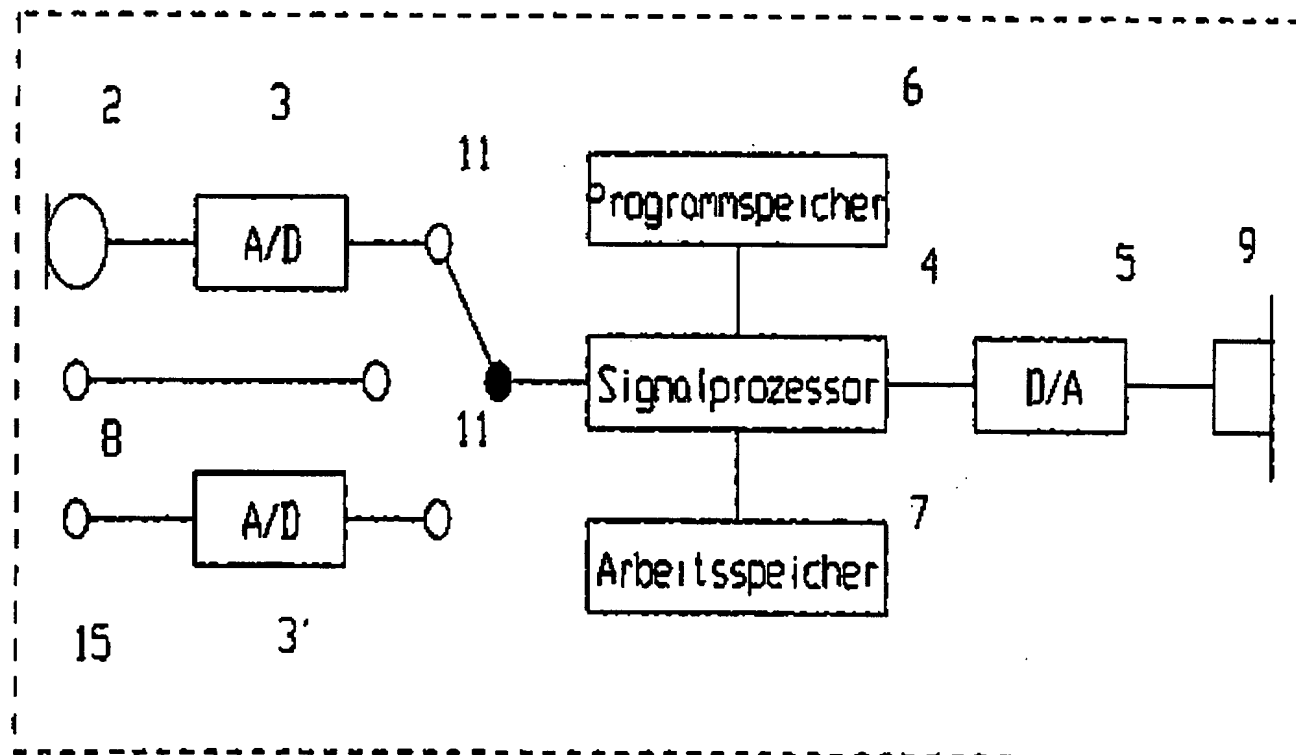 2
3
6
11
Programmspeicher
A/D
4
5
9
Signalprozessor
D/A
8
11
A/D
7
Arbeitsspeicher
15
3'